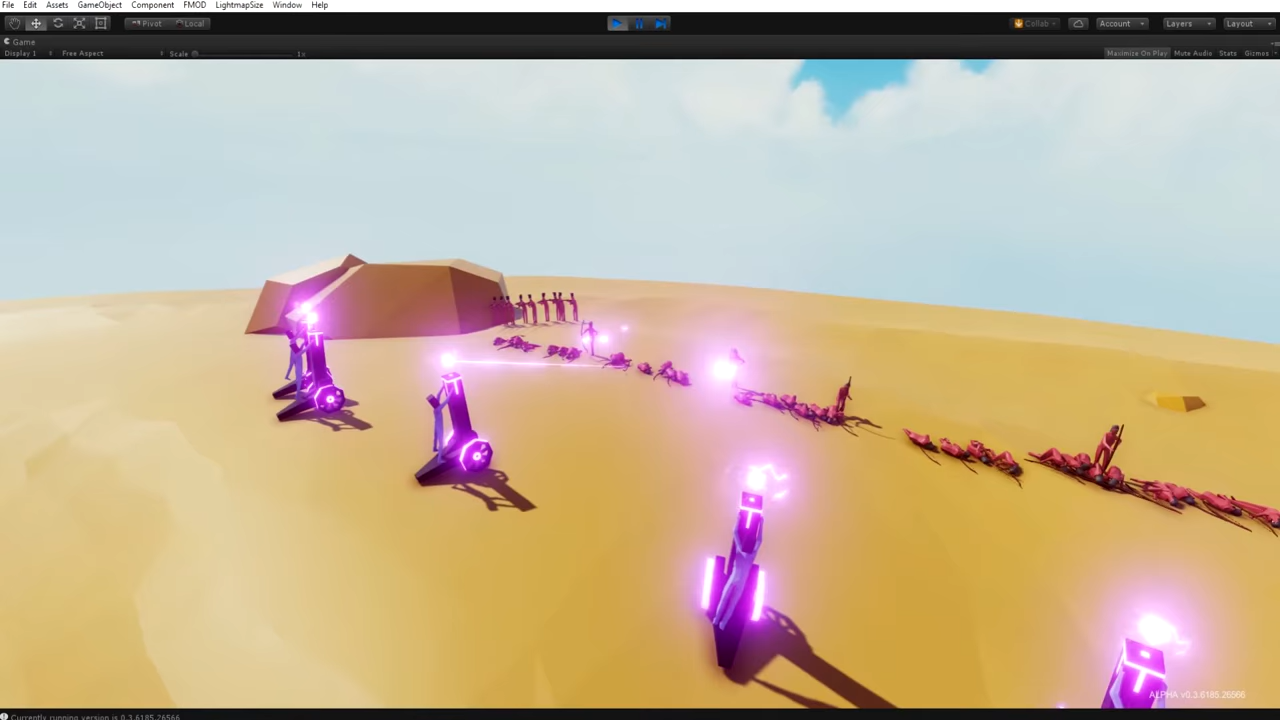 File Edit Assets GameObject Component FMOD LightmapSize Window Help
Pivot Local Collab Account Layers Layout
Game
Display 1 Free Aspect Scale 1x Maximize On Play Mute Audio Stats Gizmos
ALPHA v0.3.6185.26566
Currently running version is 0.3.6185.26566